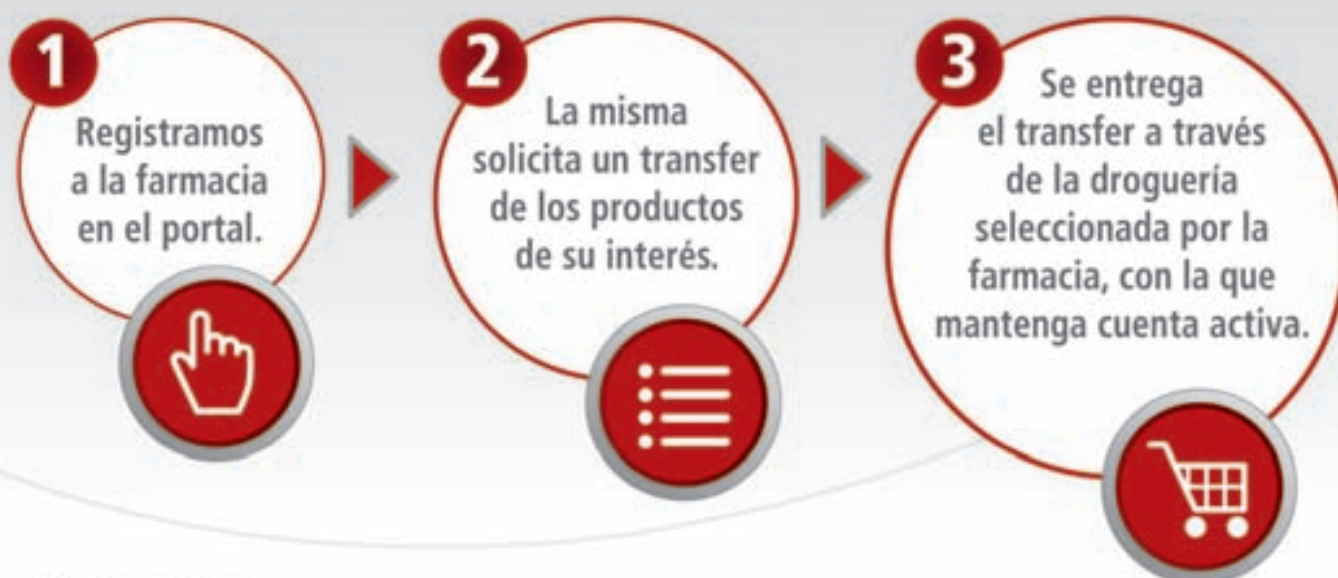 1
Registramos
a la farmacia
en el portal.
2
La misma
solicita un transfer
de los productos
de su interés.
3
Se entrega
el transfer a través
de la droguería
seleccionada por la
farmacia, con la que
mantenga cuenta activa.